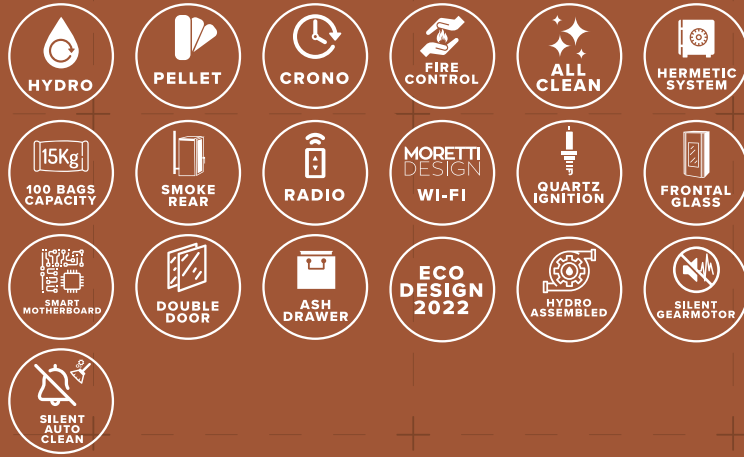 HYDRO
PELLET
CRONO
FIRE
CONTROL
ALL
CLEAN
HERMETIC
SYSTEM
15Kg
100 BAGS
CAPACITY
SMOKE
REAR
RADIO
MORETTI
DESIGN
WI-FI
QUARTZ
IGNITION
FRONTAL
GLASS
SMART
MOTHERBOARD
DOUBLE
DOOR
ASH
DRAWER
ECO
DESIGN
2022
HYDRO
ASSEMBLED
SILENT
GEARMOTOR
SILENT
AUTO
CLEAN